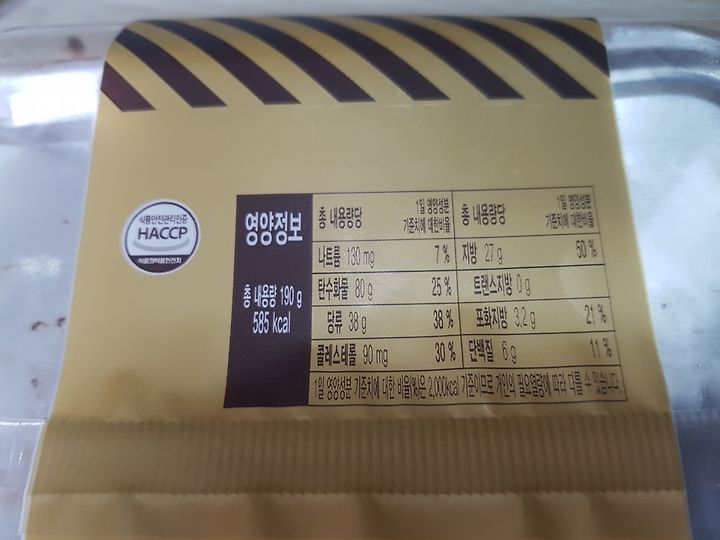 식품안전관리인증
HACCP
식품의약품안전처
영양정보
총 내용량 190 g
585 kcal
총 내용량당 1일 영양성분 기준치에 대한비율
총 내용량당 1일 영양성분 기준치에 대한비율
나트륨 130 mg 7 % 지방 27 g 50 %
탄수화물 80 g 25 % 트랜스지방 0 g
당류 38 g 38 % 포화지방 3.2 g 21 %
콜레스테롤 90 mg 30 % 단백질 6 g 11 %
1일 영양성분 기준치에 대한 비율(%)은 2,000kcal 기준이므로 개인의 필요열량에 따라 다를 수 있습니다.